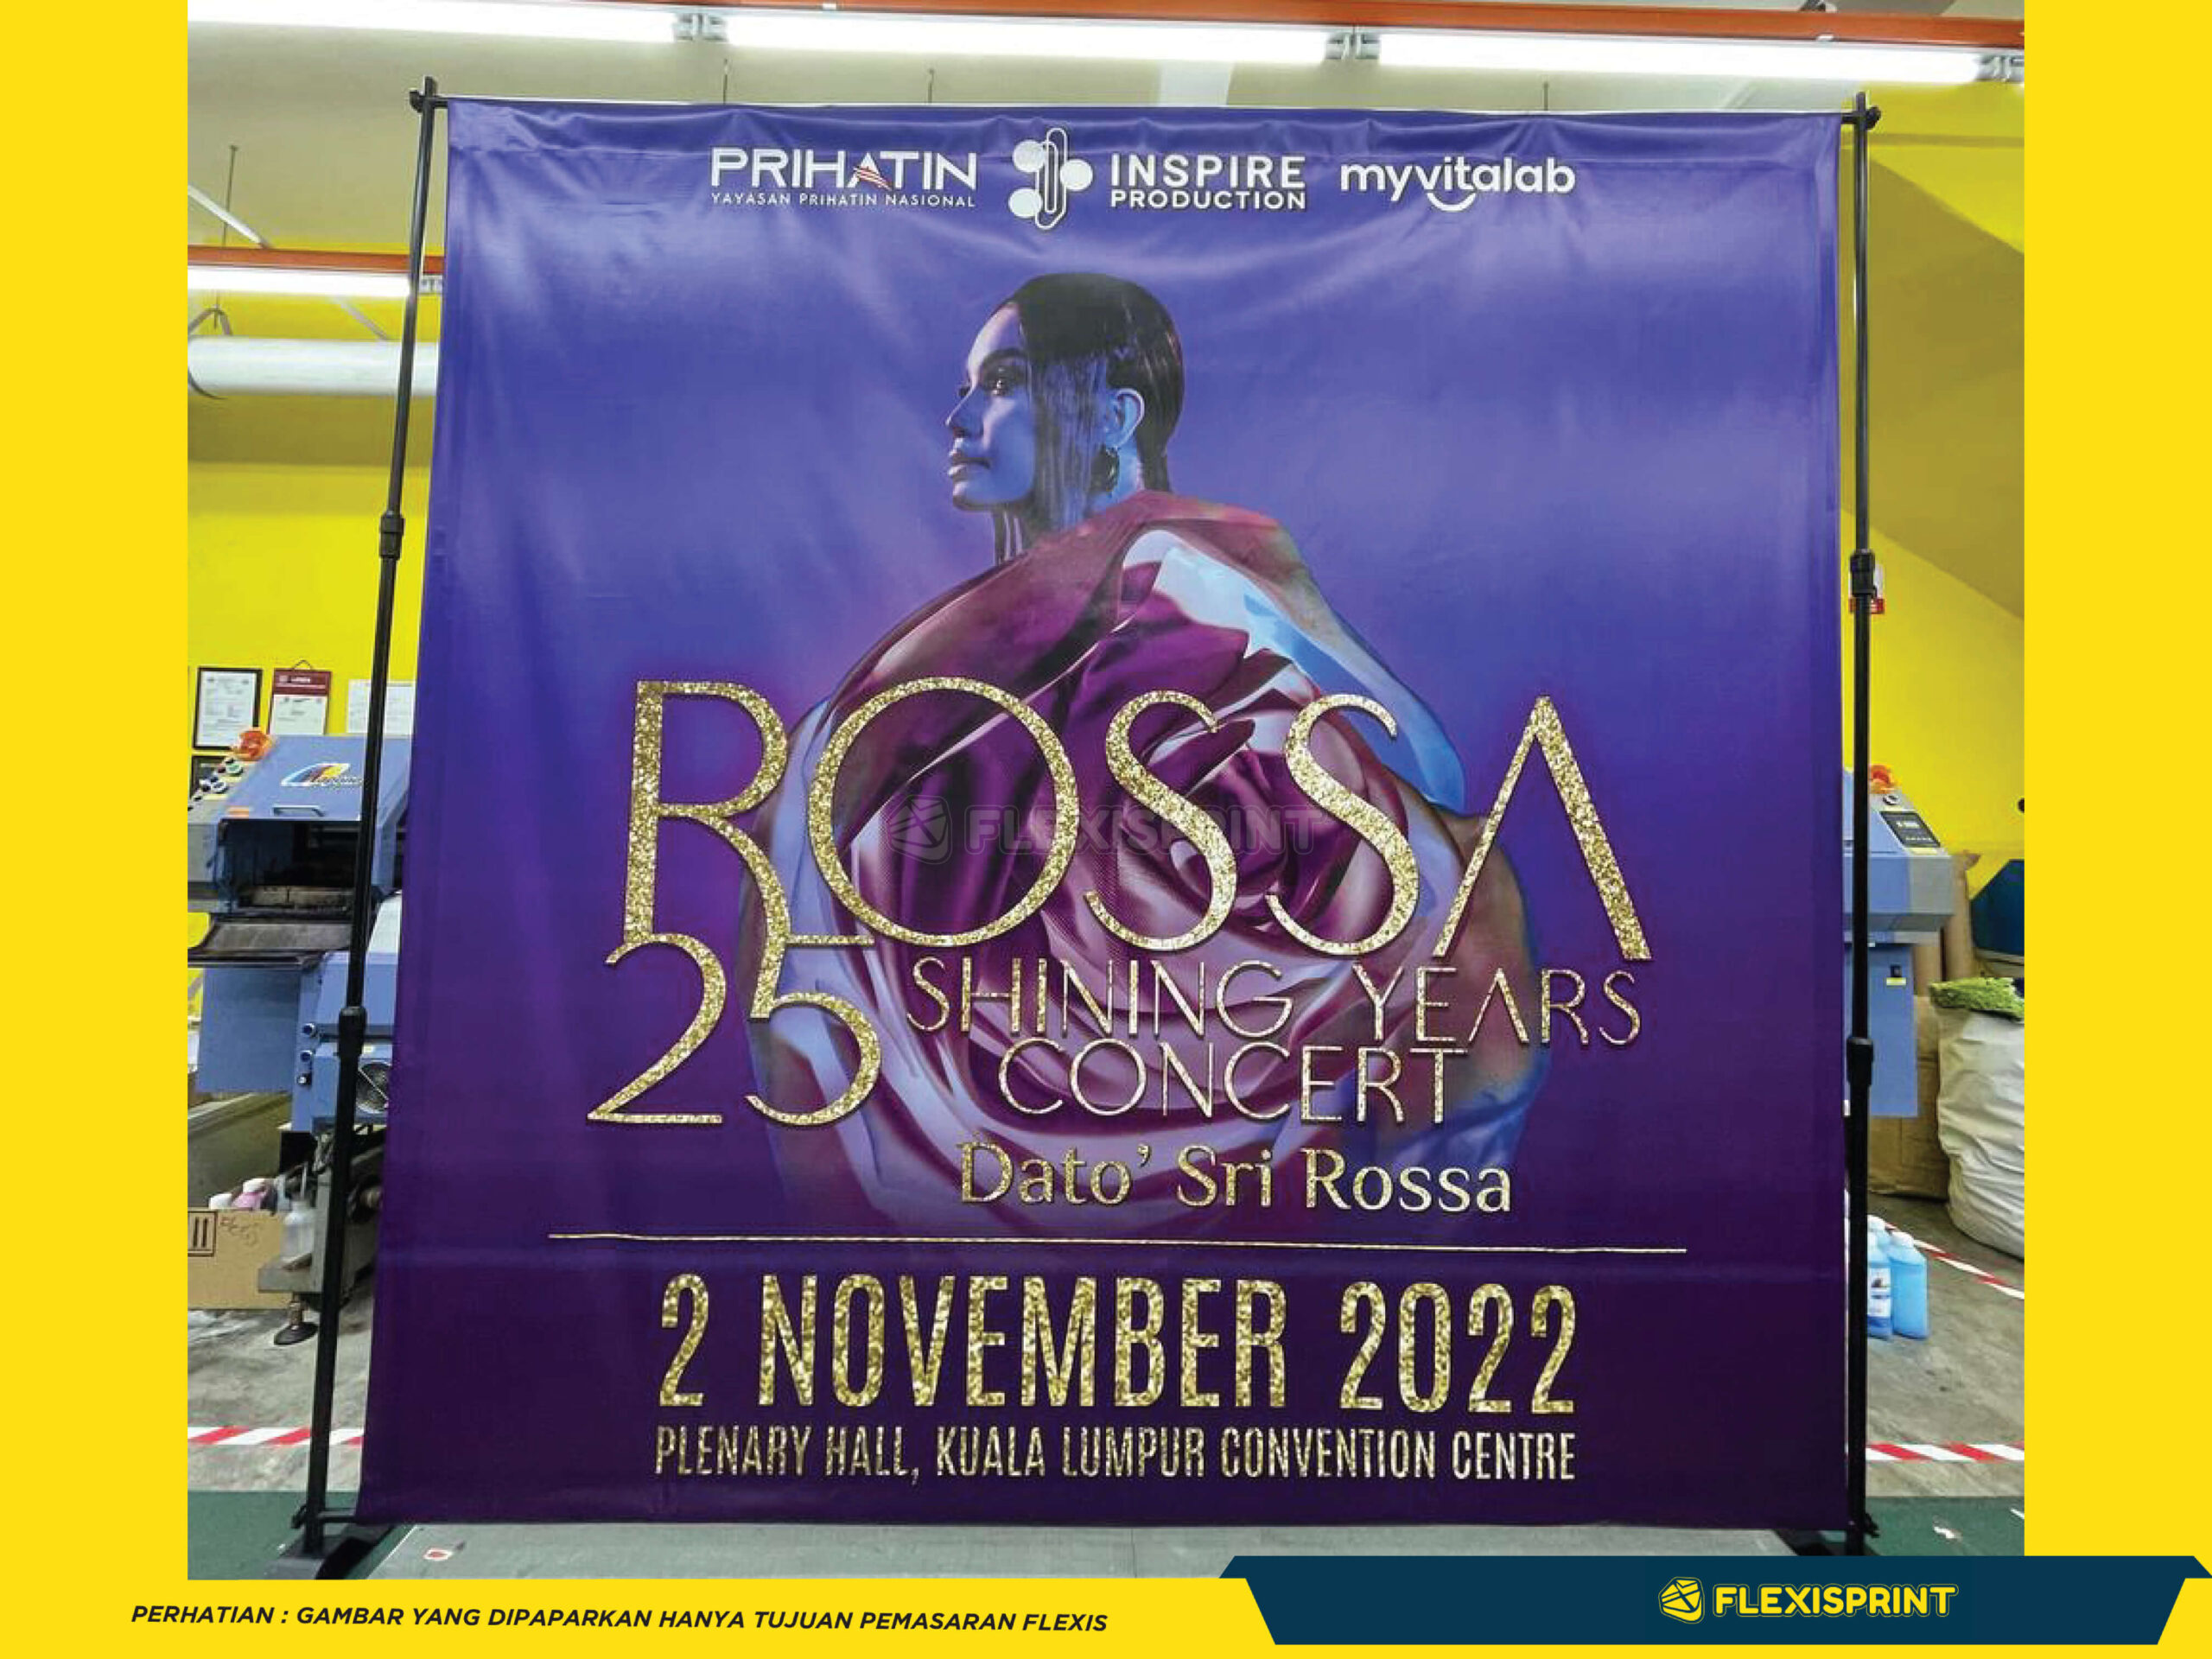 PRIHATIN
YAYASAN PRIHATIN NASIONAL
INSPIRE
PRODUCTION
myvitalab
ROSSA
25 SHINING YEARS
CONCERT
Dato' Sri Rossa
2 NOVEMBER 2022
PLENARY HALL, KUALA LUMPUR CONVENTION CENTRE
FLEXISPRINT
PERHATIAN : GAMBAR YANG DIPAPARKAN HANYA TUJUAN PEMASARAN FLEXIS
FLEXISPRINT